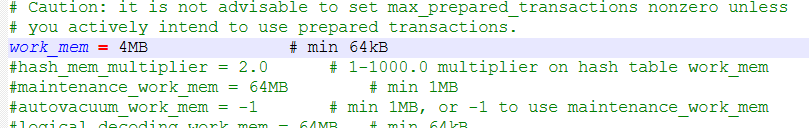 # Caution: it is not advisable to set max_prepared_transactions nonzero unless
# you actively intend to use prepared transactions.
work_mem = 4MB # min 64kB
#hash_mem_multiplier = 2.0 # 1-1000.0 multiplier on hash table work_mem
#maintenance_work_mem = 64MB # min 1MB
#autovacuum_work_mem = -1 # min 1MB, or -1 to use maintenance_work_mem
#logical_decoding_work_mem = 64MB # min 64kB